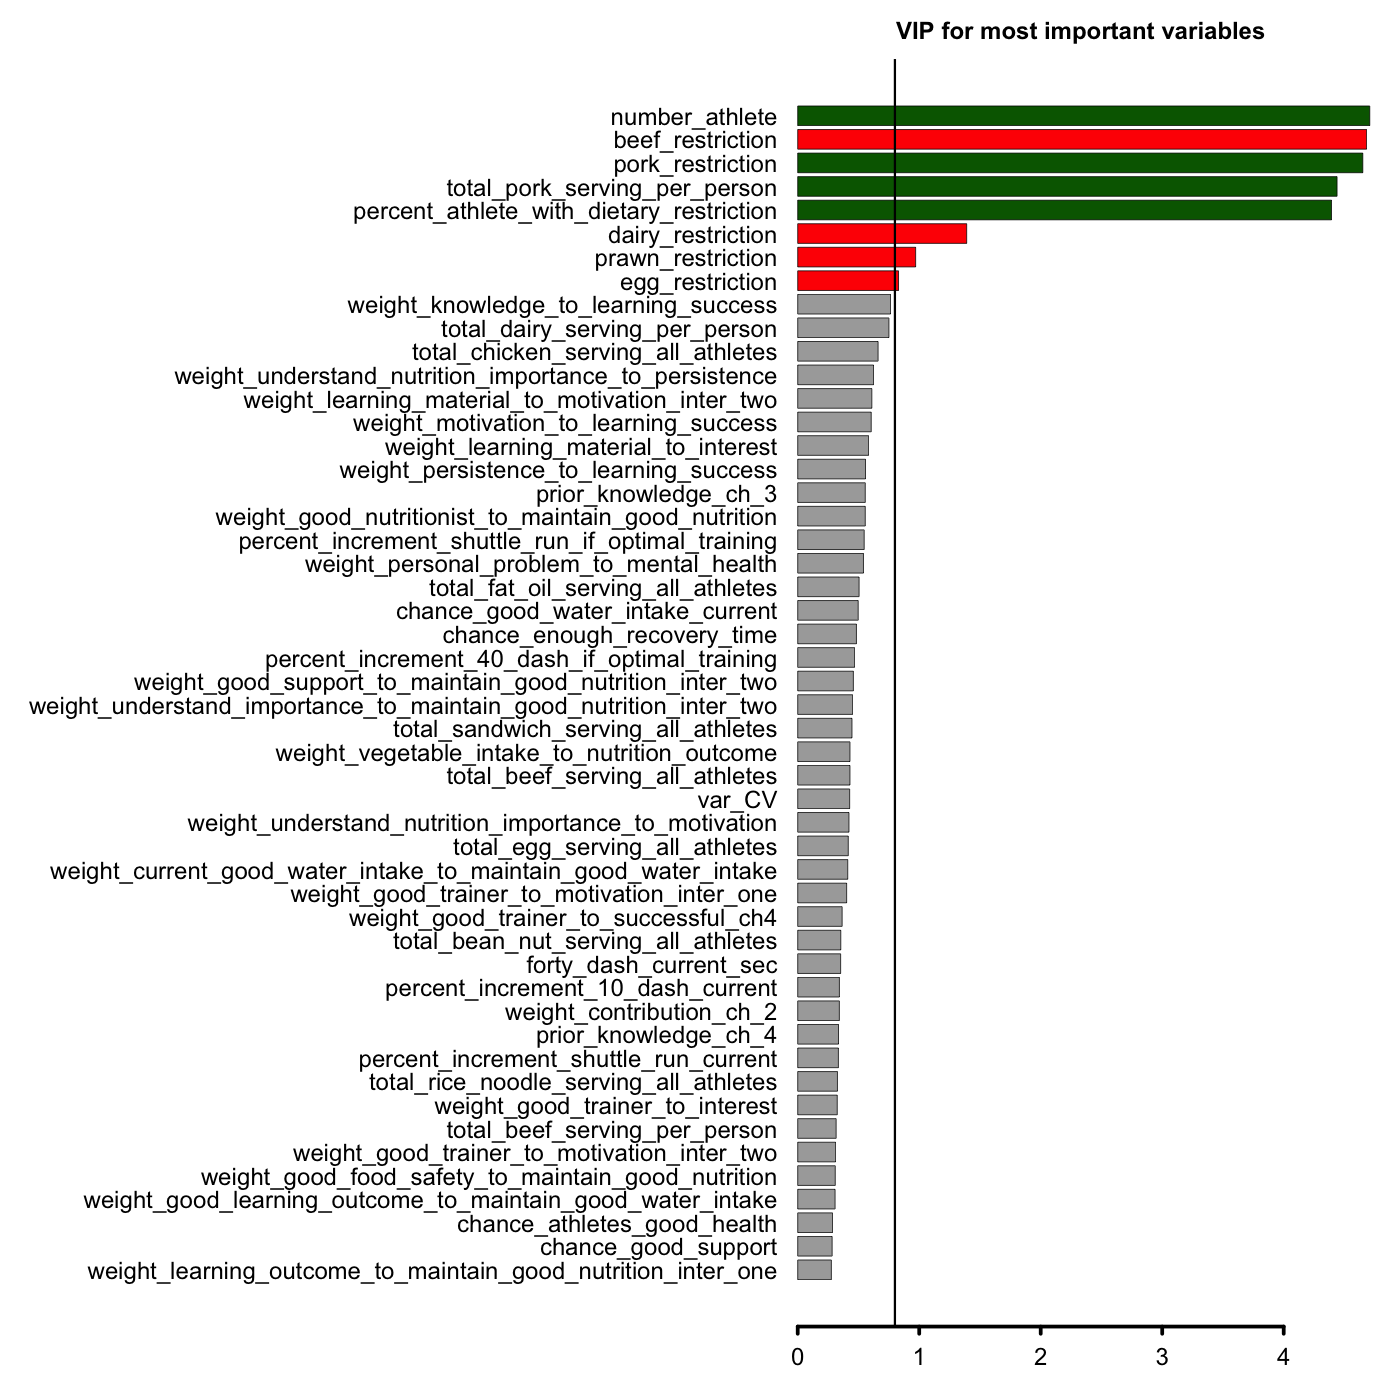 VIP for most important variables
number_athlete
beef_restriction
pork_restriction
total_pork_serving_per_person
percent_athlete_with_dietary_restriction
dairy_restriction
prawn_restriction
egg_restriction
weight_knowledge_to_learning_success
total_dairy_serving_per_person
total_chicken_serving_all_athletes
weight_understand_nutrition_importance_to_persistence
weight_learning_material_to_motivation_inter_two
weight_motivation_to_learning_success
weight_learning_material_to_interest
weight_persistence_to_learning_success
prior_knowledge_ch_3
weight_good_nutritionist_to_maintain_good_nutrition
percent_increment_shuttle_run_if_optimal_training
weight_personal_problem_to_mental_health
total_fat_oil_serving_all_athletes
chance_good_water_intake_current
chance_enough_recovery_time
percent_increment_40_dash_if_optimal_training
weight_good_support_to_maintain_good_nutrition_inter_two
weight_understand_importance_to_maintain_good_nutrition_inter_two
total_sandwich_serving_all_athletes
weight_vegetable_intake_to_nutrition_outcome
total_beef_serving_all_athletes
var_CV
weight_understand_nutrition_importance_to_motivation
total_egg_serving_all_athletes
weight_current_good_water_intake_to_maintain_good_water_intake
weight_good_trainer_to_motivation_inter_one
weight_good_trainer_to_successful_ch4
total_bean_nut_serving_all_athletes
forty_dash_current_sec
percent_increment_10_dash_current
weight_contribution_ch_2
prior_knowledge_ch_4
percent_increment_shuttle_run_current
total_rice_noodle_serving_all_athletes
weight_good_trainer_to_interest
total_beef_serving_per_person
weight_good_trainer_to_motivation_inter_two
weight_good_food_safety_to_maintain_good_nutrition
weight_good_learning_outcome_to_maintain_good_water_intake
chance_athletes_good_health
chance_good_support
weight_learning_outcome_to_maintain_good_nutrition_inter_one
0 1 2 3 4